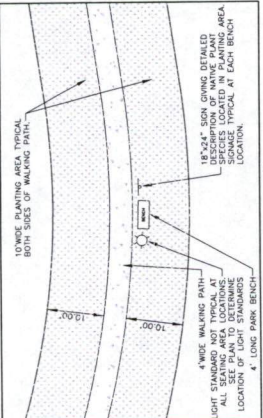 10'WIDE PLANTING AREA TYPICAL
BOTH SIDES OF WALKING PATH.
10.00'
10.00'
BENCH
4'WIDE WALKING PATH
LIGHT STANDARD NOT TYPICAL AT
ALL SEATING AREA LOCATIONS.
SEE PLAN TO DETERMINE
LOCATION OF LIGHT STANDARDS
4' LONG PARK BENCH
18"x24" SIGN GIVING DETAILED
DESCRIPTION OF NATIVE PLANT
SPECIES LOCATED IN PLANTING AREA.
SIGNAGE TYPICAL AT EACH BENCH
LOCATION.